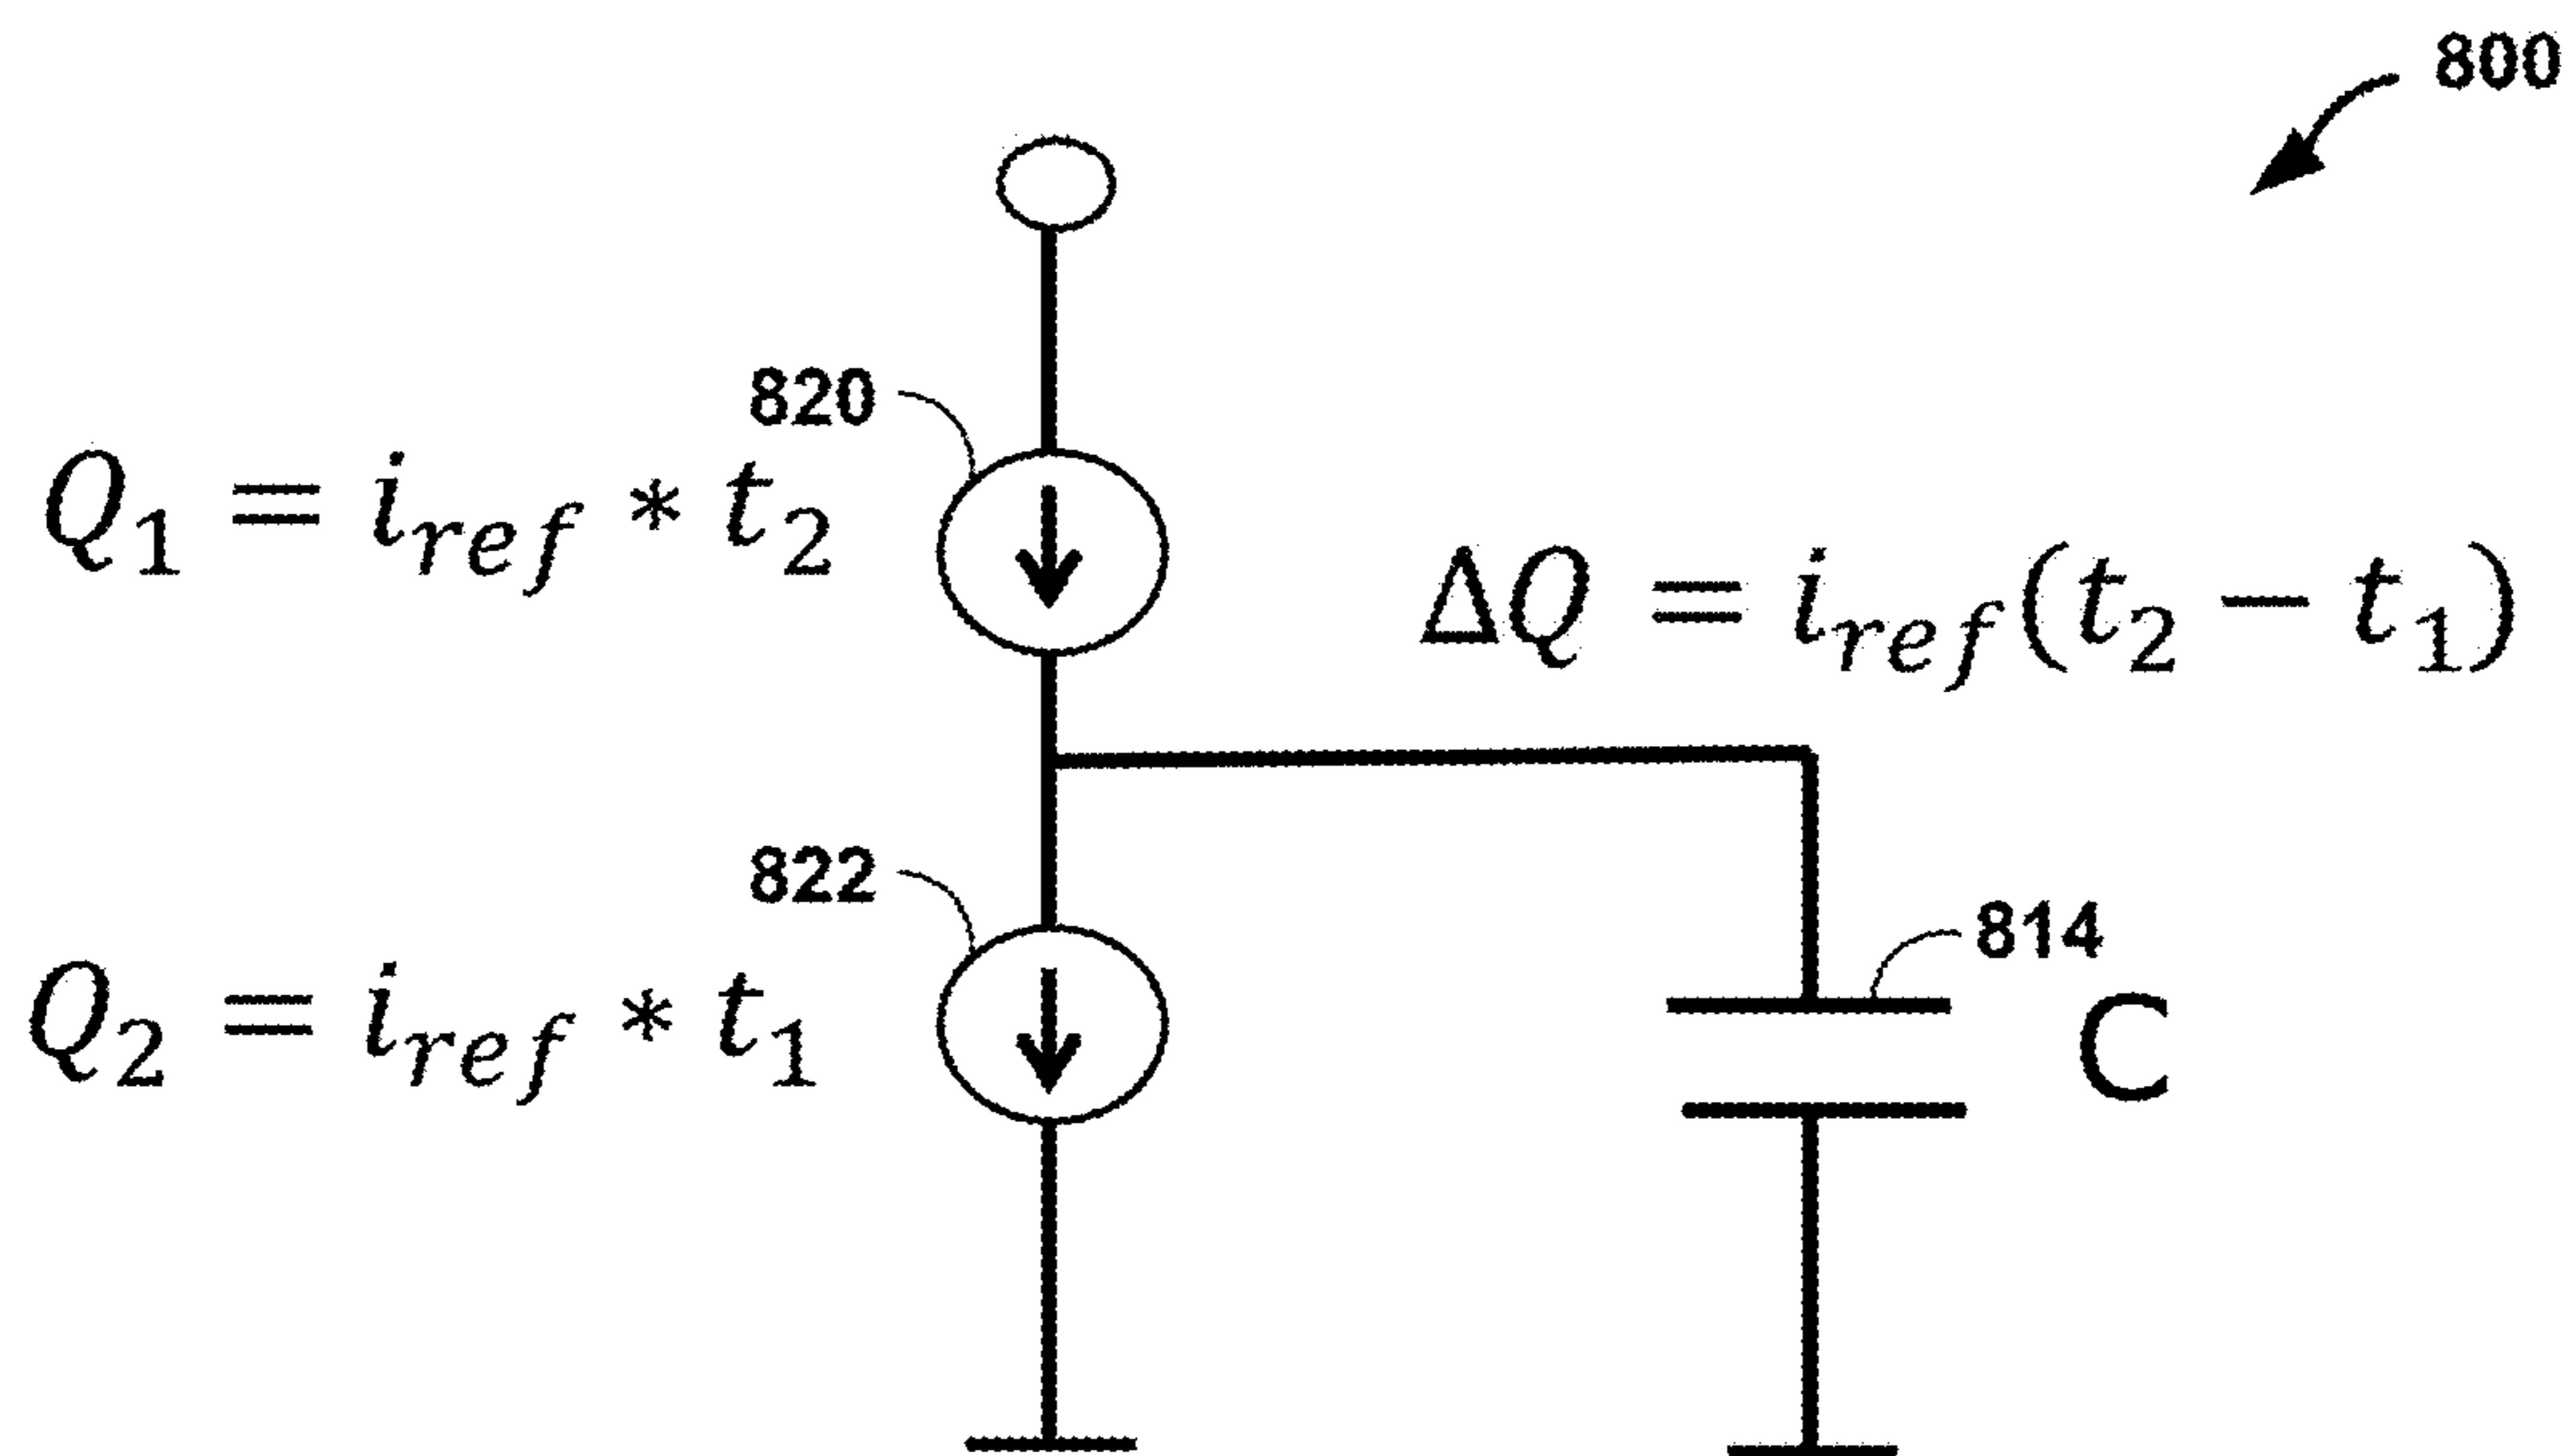 800
820
Q₁ = i_ref * t₂
ΔQ = i_ref(t₂ − t₁)
822
814
Q₂ = i_ref * t₁
C